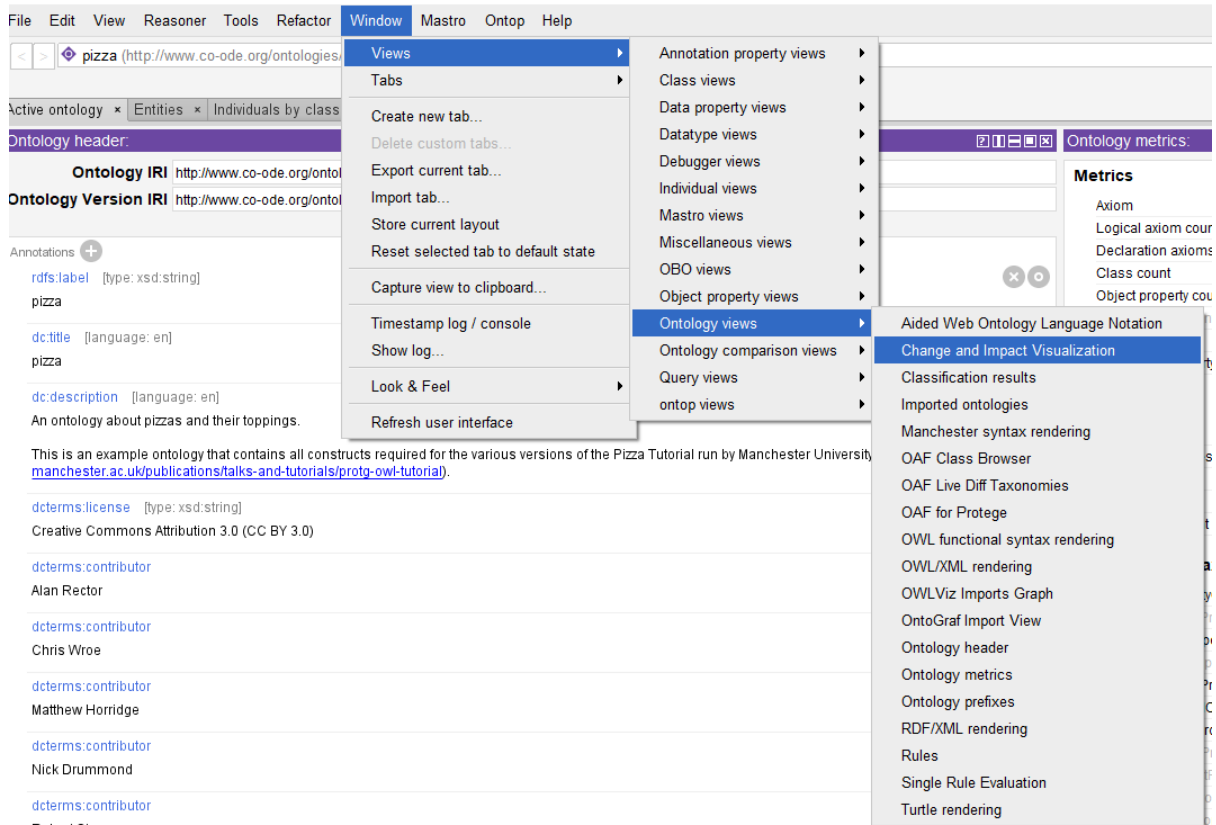 File Edit View Reasoner Tools Refactor Window Mastro Ontop Help
< > pizza (http://www.co-ode.org/ontologies/
Active ontology × Entities × Individuals by class
Ontology header:
Ontology IRI http://www.co-ode.org/ontol
Ontology Version IRI http://www.co-ode.org/ontol
Annotations
rdfs:label [type: xsd:string]
pizza
dc:title [language: en]
pizza
dc:description [language: en]
An ontology about pizzas and their toppings.
This is an example ontology that contains all constructs required for the various versions of the Pizza Tutorial run by Manchester University
manchester.ac.uk/publications/talks-and-tutorials/protg-owl-tutorial).
dcterms:license [type: xsd:string]
Creative Commons Attribution 3.0 (CC BY 3.0)
dcterms:contributor
Alan Rector
dcterms:contributor
Chris Wroe
dcterms:contributor
Matthew Horridge
dcterms:contributor
Nick Drummond
dcterms:contributor
Views
Tabs
Create new tab...
Delete custom tabs...
Export current tab...
Import tab...
Store current layout
Reset selected tab to default state
Capture view to clipboard...
Timestamp log / console
Show log...
Look & Feel
Refresh user interface
Annotation property views
Class views
Data property views
Datatype views
Debugger views
Individual views
Mastro views
Miscellaneous views
OBO views
Object property views
Ontology views
Ontology comparison views
Query views
ontop views
Aided Web Ontology Language Notation
Change and Impact Visualization
Classification results
Imported ontologies
Manchester syntax rendering
OAF Class Browser
OAF Live Diff Taxonomies
OAF for Protege
OWL functional syntax rendering
OWL/XML rendering
OWLViz Imports Graph
OntoGraf Import View
Ontology header
Ontology metrics
Ontology prefixes
RDF/XML rendering
Rules
Single Rule Evaluation
Turtle rendering
Ontology metrics:
Metrics
Axiom
Logical axiom cour
Declaration axioms
Class count
Object property cou